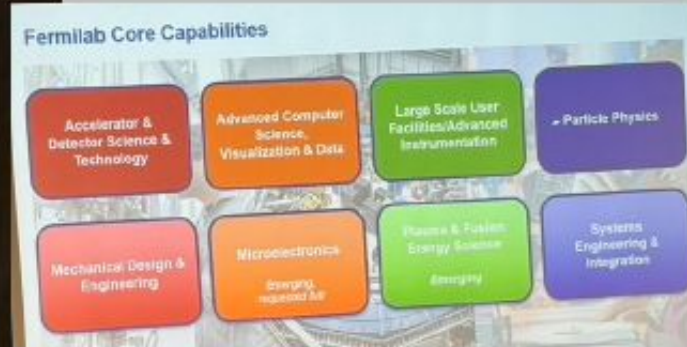 Fermilab Core Capabilities
Accelerator &
Detector Science &
Technology
Advanced Computer
Science,
Visualization & Data
Large Scale User
Facilities/Advanced
Instrumentation
Particle Physics
Mechanical Design &
Engineering
Microelectronics
Emerging,
requested
Plasma & Fusion
Energy Science
Emerging
Systems
Engineering &
Integration